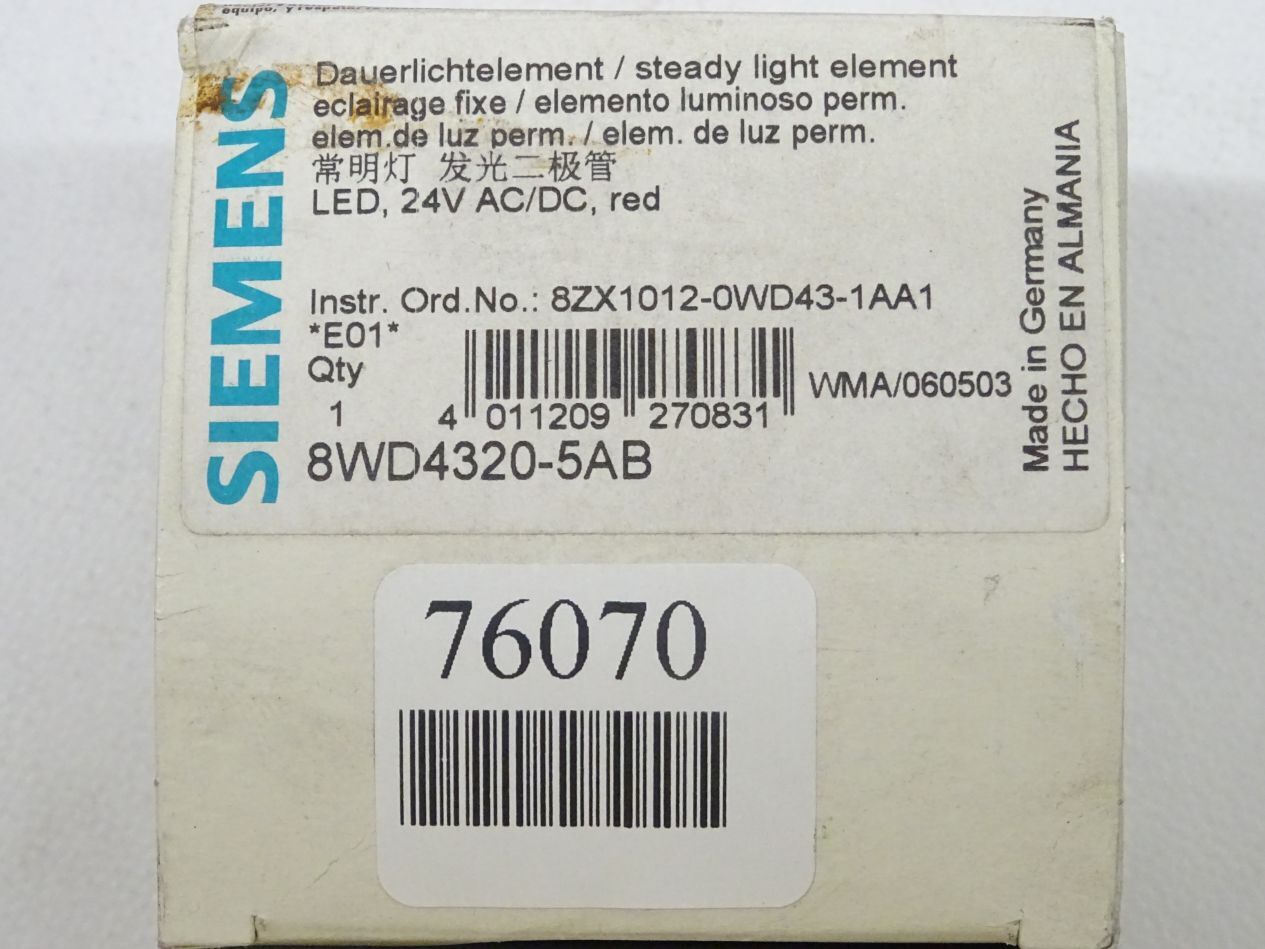 equipo, y respetar
SIEMENS
Dauerlichtelement / steady light element
eclairage fixe / elemento luminoso perm.
elem.de luz perm. / elem. de luz perm.
常明灯 发光二极管
LED, 24V AC/DC, red
Instr. Ord.No.: 8ZX1012-0WD43-1AA1
*E01*
Qty
1
4 011209 270831
WMA/060503
8WD4320-5AB
Made in Germany
HECHO EN ALMANIA
76070